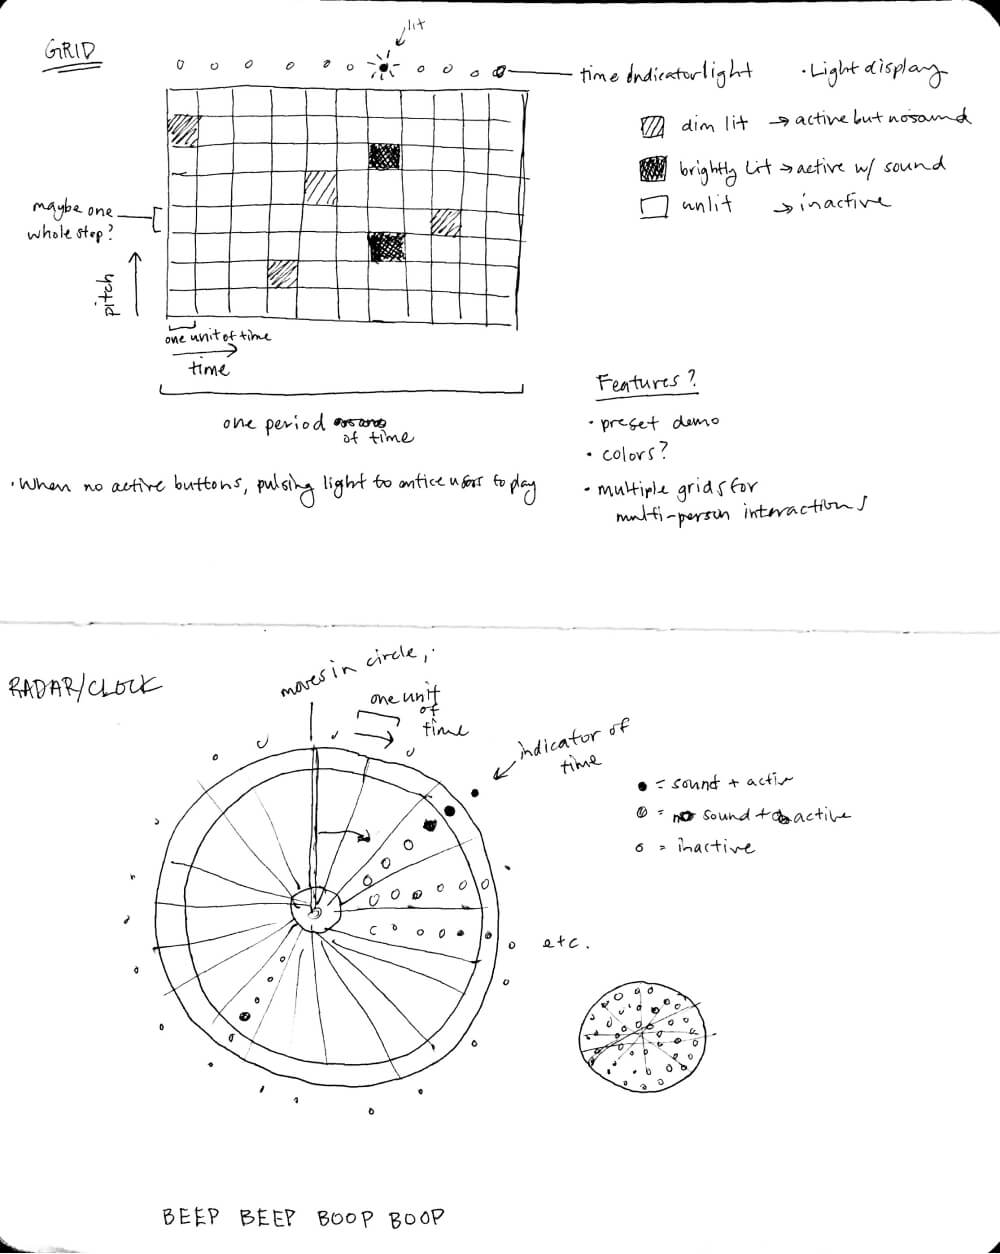 GRID
lit
time indicator light
· Light display
dim lit → active but no sound
brightly lit → active w/ sound
unlit → inactive
maybe one
whole step?
pitch
one unit of time
time
one period
of time
· When no active buttons, pulsing light to entice users to play
Features?
· preset demo
· colors?
· multiple grids for
multi-person interactions
RADAR/CLOCK
moves in circle,
one unit
of
time
indicator of
time
● = sound + activ
= no sound + active
o = inactive
etc.
BEEP BEEP BOOP BOOP